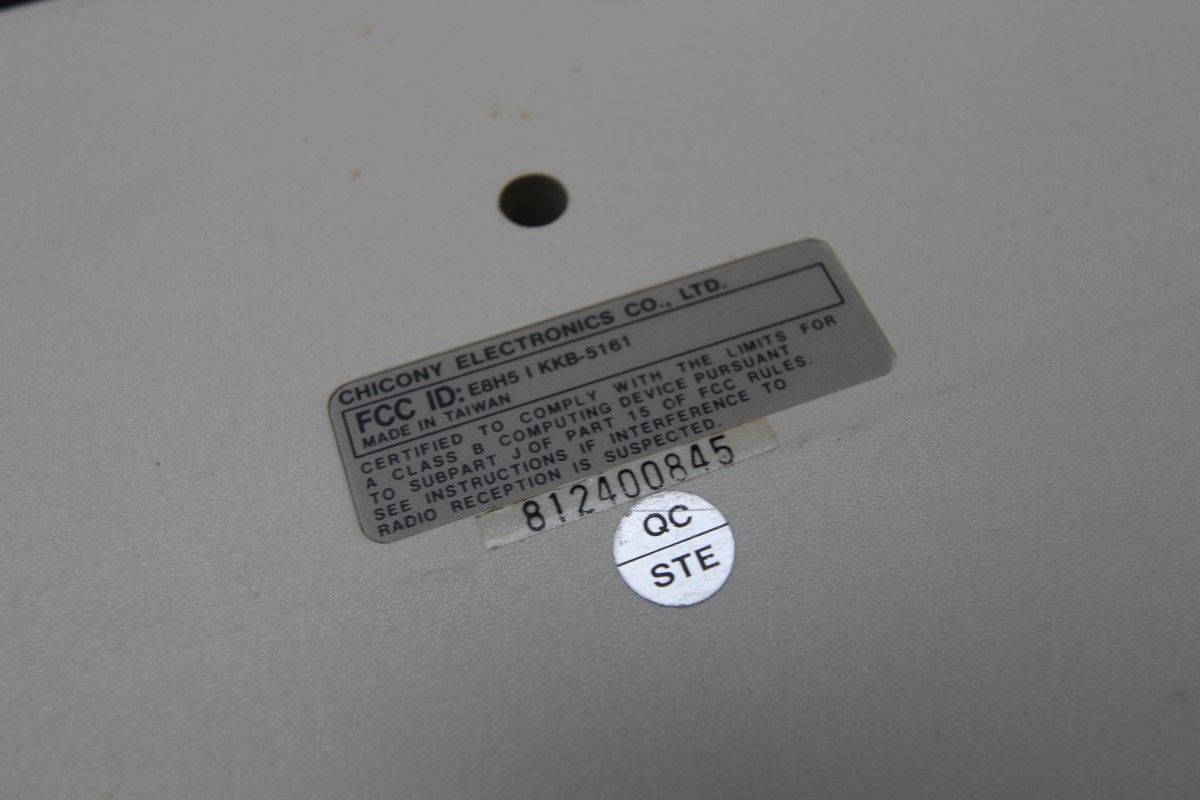 CHICONY ELECTRONICS CO., LTD.
FCC ID: E8H5 I KKB-5161
MADE IN TAIWAN
CERTIFIED TO COMPLY WITH THE LIMITS FOR
A CLASS B COMPUTING DEVICE PURSUANT
TO SUBPART J OF PART 15 OF FCC RULES.
SEE INSTRUCTIONS IF INTERFERENCE TO
RADIO RECEPTION IS SUSPECTED.
812400845
QC
STE